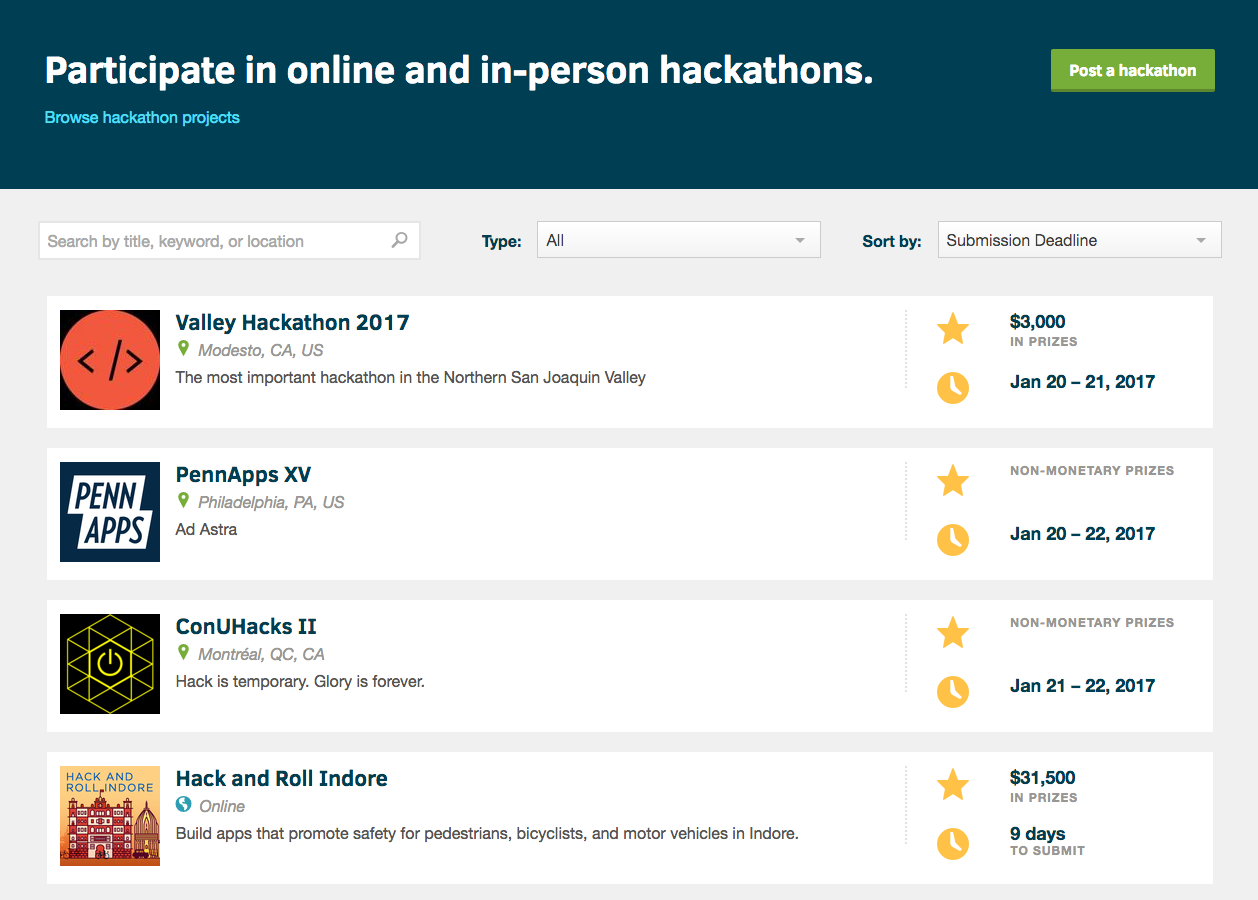 Participate in online and in-person hackathons.
Post a hackathon
Browse hackathon projects
Search by title, keyword, or location
Type:
All
Sort by:
Submission Deadline
</>
Valley Hackathon 2017
Modesto, CA, US
The most important hackathon in the Northern San Joaquin Valley
$3,000
IN PRIZES
Jan 20 – 21, 2017
PENN
APPS
PennApps XV
Philadelphia, PA, US
Ad Astra
NON-MONETARY PRIZES
Jan 20 – 22, 2017
ConUHacks II
Montréal, QC, CA
Hack is temporary. Glory is forever.
NON-MONETARY PRIZES
Jan 21 – 22, 2017
HACK AND
ROLL INDORE
Hack and Roll Indore
Online
Build apps that promote safety for pedestrians, bicyclists, and motor vehicles in Indore.
$31,500
IN PRIZES
9 days
TO SUBMIT